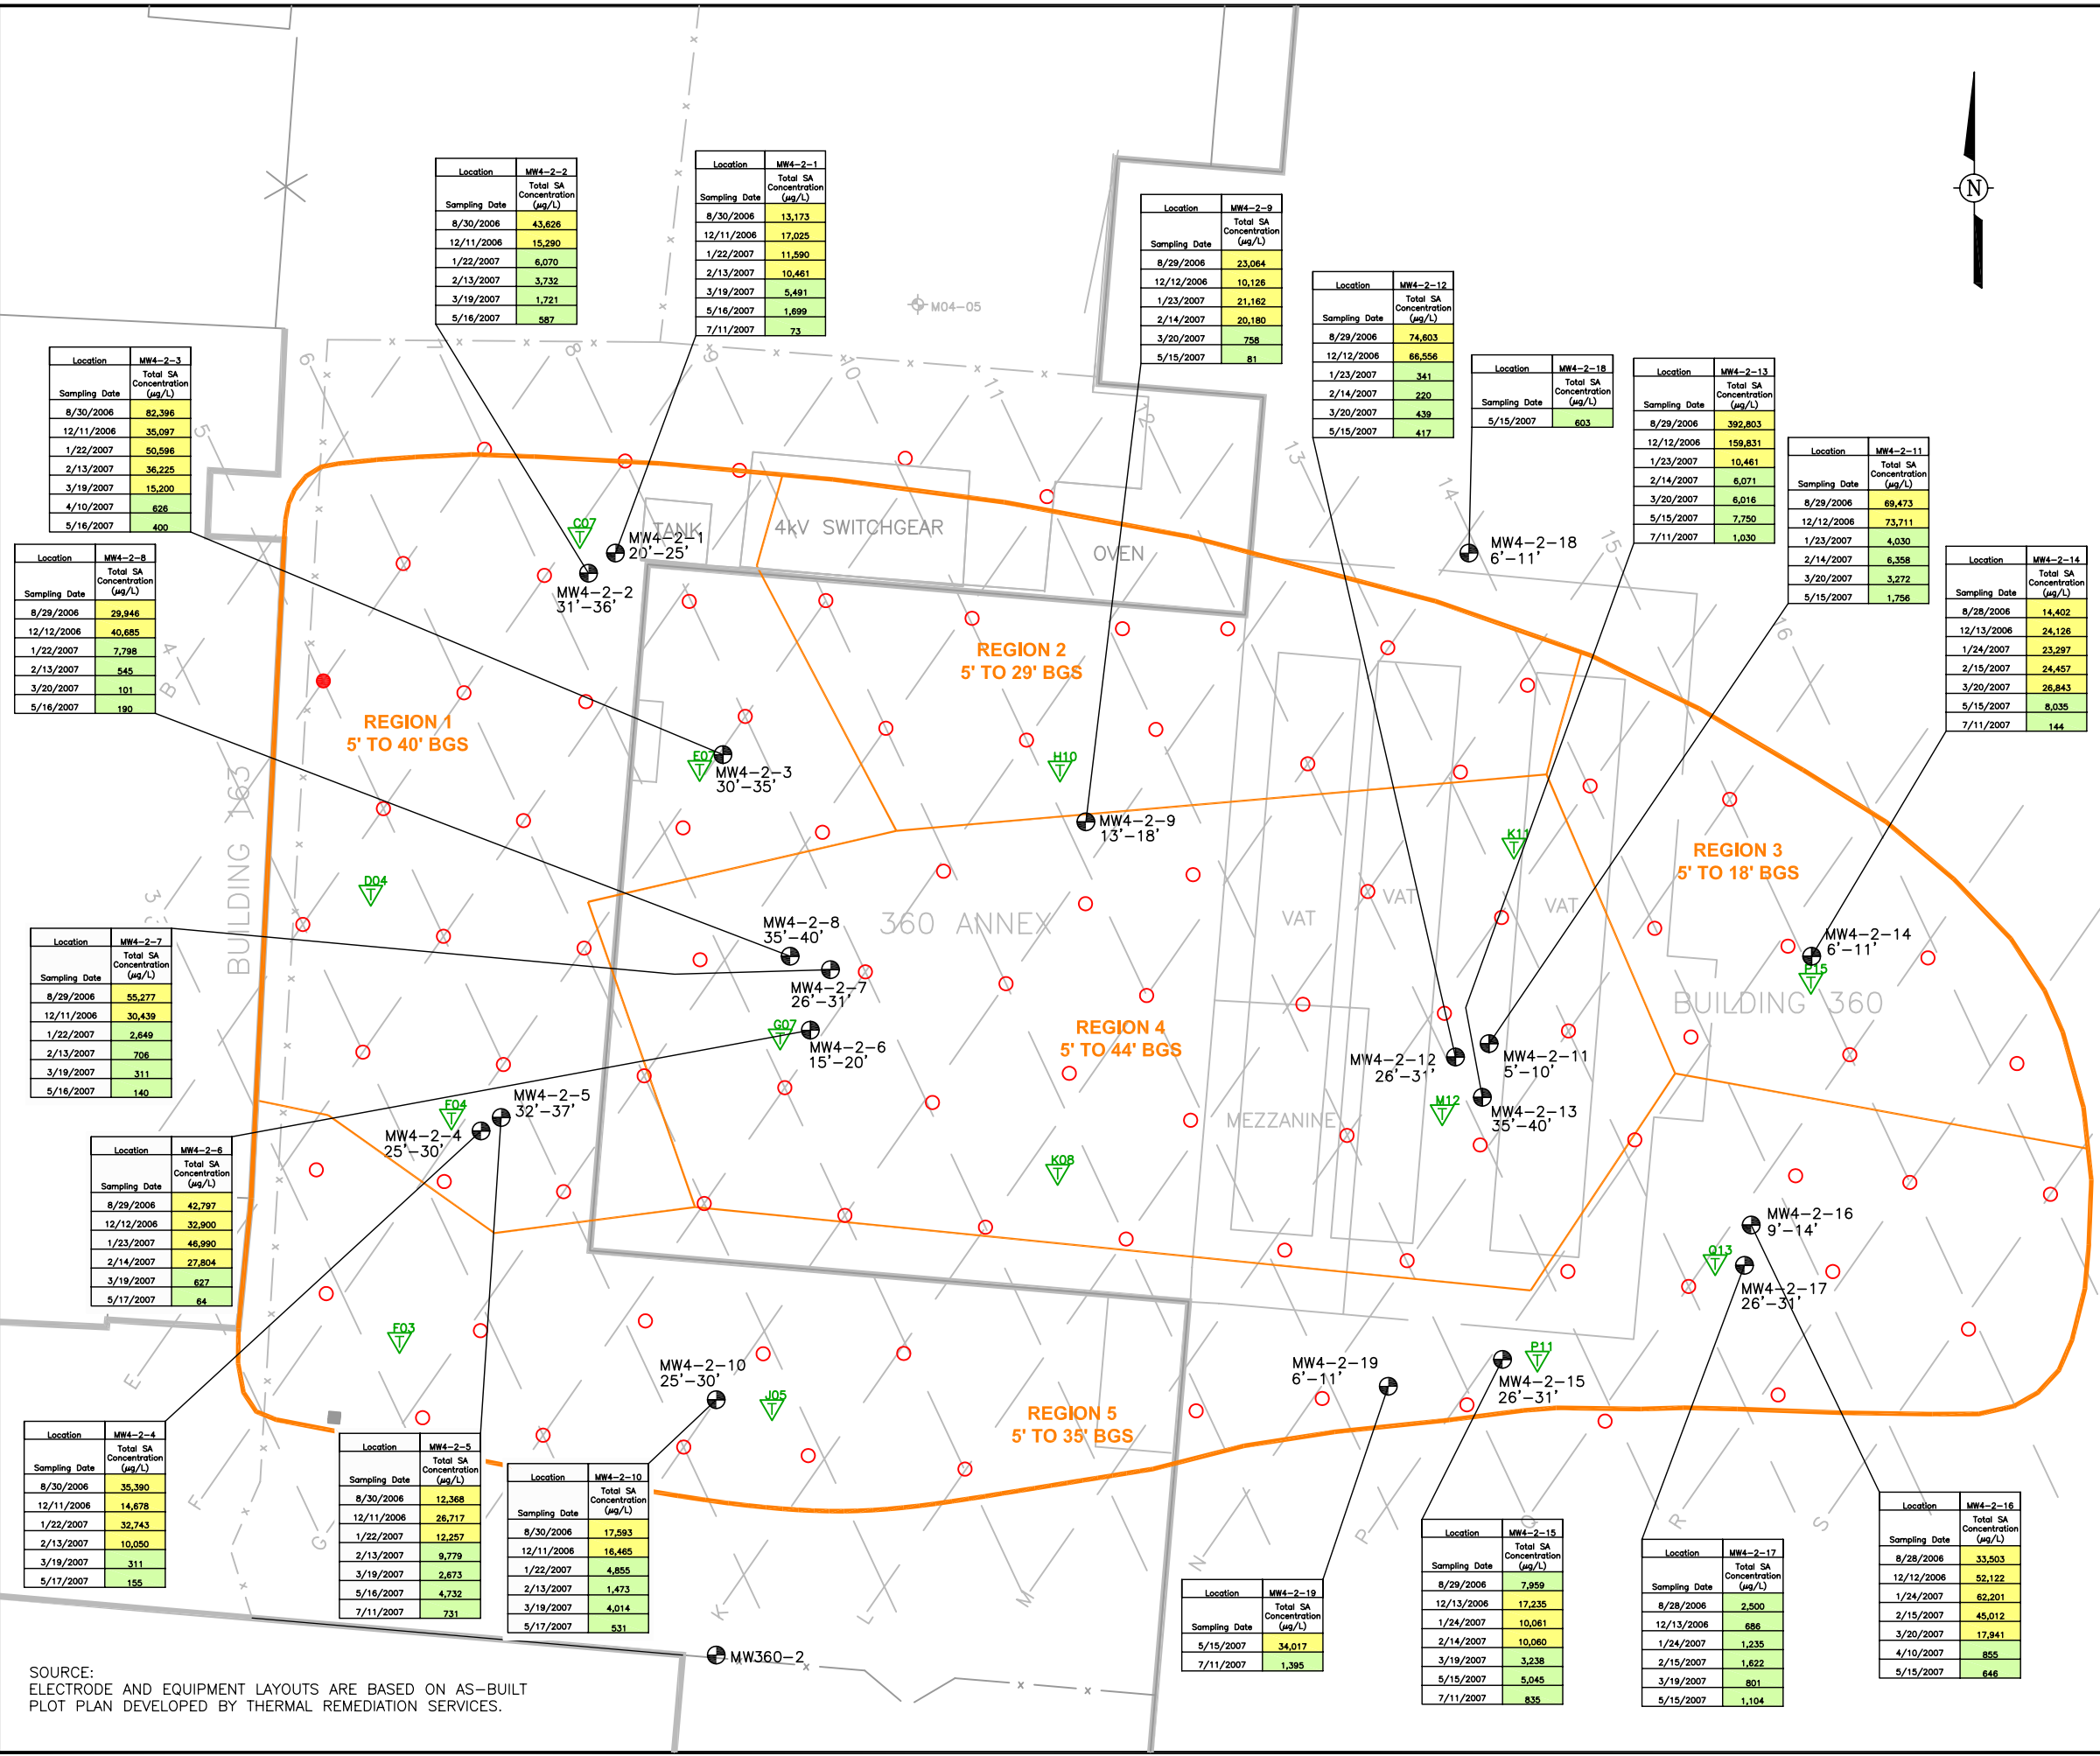 Location MW4-2-2
Sampling Date Total SA Concentration (µg/L)
8/30/2006 43,626
12/11/2006 15,290
1/22/2007 6,070
2/13/2007 3,732
3/19/2007 1,721
5/16/2007 587
Location MW4-2-1
Sampling Date Total SA Concentration (µg/L)
8/30/2006 13,173
12/11/2006 17,025
1/22/2007 11,590
2/13/2007 10,461
3/19/2007 5,491
5/16/2007 1,699
7/11/2007 73
Location MW4-2-9
Sampling Date Total SA Concentration (µg/L)
8/29/2006 23,064
12/12/2006 10,126
1/23/2007 21,162
2/14/2007 20,180
3/20/2007 758
5/15/2007 81
N
M04-05
Location MW4-2-12
Sampling Date Total SA Concentration (µg/L)
8/29/2006 74,603
12/12/2006 66,556
1/23/2007 341
2/14/2007 220
3/20/2007 439
5/15/2007 417
Location MW4-2-18
Sampling Date Total SA Concentration (µg/L)
5/15/2007 603
Location MW4-2-13
Sampling Date Total SA Concentration (µg/L)
8/29/2006 392,803
12/12/2006 159,831
1/23/2007 10,461
2/14/2007 6,071
3/20/2007 6,016
5/15/2007 7,750
7/11/2007 1,030
Location MW4-2-11
Sampling Date Total SA Concentration (µg/L)
8/29/2006 69,473
12/12/2006 73,711
1/23/2007 4,030
2/14/2007 6,358
3/20/2007 3,272
5/15/2007 1,756
Location MW4-2-14
Sampling Date Total SA Concentration (µg/L)
8/28/2006 14,402
12/13/2006 24,126
1/24/2007 23,297
2/15/2007 24,457
3/20/2007 26,843
5/15/2007 8,035
7/11/2007 144
Location MW4-2-3
Sampling Date Total SA Concentration (µg/L)
8/30/2006 82,396
12/11/2006 35,097
1/22/2007 50,596
2/13/2007 36,225
3/19/2007 15,200
4/10/2007 626
5/16/2007 400
Location MW4-2-8
Sampling Date Total SA Concentration (µg/L)
8/29/2006 29,946
12/12/2006 40,685
1/22/2007 7,798
2/13/2007 545
3/20/2007 101
5/16/2007 190
3
4
5
6
7
8
9
10
11
12
13
14
15
16
C07
TANK
4kV SWITCHGEAR
OVEN
MW4-2-1
20'-25'
MW4-2-2
31'-36'
MW4-2-18
6'-11'
REGION 2
5' TO 29' BGS
REGION 1
5' TO 40' BGS
B
E07
MW4-2-3
30'-35'
H10
MW4-2-9
13'-18'
K11
REGION 3
5' TO 18' BGS
BUILDING 163
D04
360 ANNEX
VAT
VAT
VAT
MW4-2-8
35'-40'
MW4-2-7
26'-31'
G07
MW4-2-6
15'-20'
REGION 4
5' TO 44' BGS
MW4-2-14
6'-11'
P15
BUILDING 360
MW4-2-12
26'-31'
MW4-2-11
5'-10'
MW4-2-13
35'-40'
M12
MEZZANINE
Location MW4-2-7
Sampling Date Total SA Concentration (µg/L)
8/29/2006 55,277
12/11/2006 30,439
1/22/2007 2,649
2/13/2007 706
3/19/2007 311
5/16/2007 140
F04
MW4-2-5
32'-37'
MW4-2-4
25'-30'
K08
Location MW4-2-6
Sampling Date Total SA Concentration (µg/L)
8/29/2006 42,797
12/12/2006 32,900
1/23/2007 46,990
2/14/2007 27,804
3/19/2007 627
5/17/2007 64
MW4-2-16
9'-14'
Q13
MW4-2-17
26'-31'
F03
MW4-2-10
25'-30'
J05
MW4-2-19
6'-11'
P11
MW4-2-15
26'-31'
REGION 5
5' TO 35' BGS
E
F
G
K
L
M
N
P
Q
R
S
Location MW4-2-4
Sampling Date Total SA Concentration (µg/L)
8/30/2006 35,390
12/11/2006 14,678
1/22/2007 32,743
2/13/2007 10,050
3/19/2007 311
5/17/2007 155
Location MW4-2-5
Sampling Date Total SA Concentration (µg/L)
8/30/2006 12,368
12/11/2006 26,717
1/22/2007 12,257
2/13/2007 9,779
3/19/2007 2,673
5/16/2007 4,732
7/11/2007 731
Location MW4-2-10
Sampling Date Total SA Concentration (µg/L)
8/30/2006 17,593
12/11/2006 16,465
1/22/2007 4,855
2/13/2007 1,473
3/19/2007 4,014
5/17/2007 531
Location MW4-2-19
Sampling Date Total SA Concentration (µg/L)
5/15/2007 34,017
7/11/2007 1,395
Location MW4-2-15
Sampling Date Total SA Concentration (µg/L)
8/29/2006 7,959
12/13/2006 17,235
1/24/2007 10,061
2/14/2007 10,060
3/19/2007 3,238
5/15/2007 5,045
7/11/2007 835
Location MW4-2-17
Sampling Date Total SA Concentration (µg/L)
8/28/2006 2,500
12/13/2006 686
1/24/2007 1,235
2/15/2007 1,622
3/19/2007 801
5/15/2007 1,104
Location MW4-2-16
Sampling Date Total SA Concentration (µg/L)
8/28/2006 33,503
12/12/2006 52,122
1/24/2007 62,201
2/15/2007 45,012
3/20/2007 17,941
4/10/2007 855
5/15/2007 646
MW360-2
SOURCE:
ELECTRODE AND EQUIPMENT LAYOUTS ARE BASED ON AS-BUILT
PLOT PLAN DEVELOPED BY THERMAL REMEDIATION SERVICES.